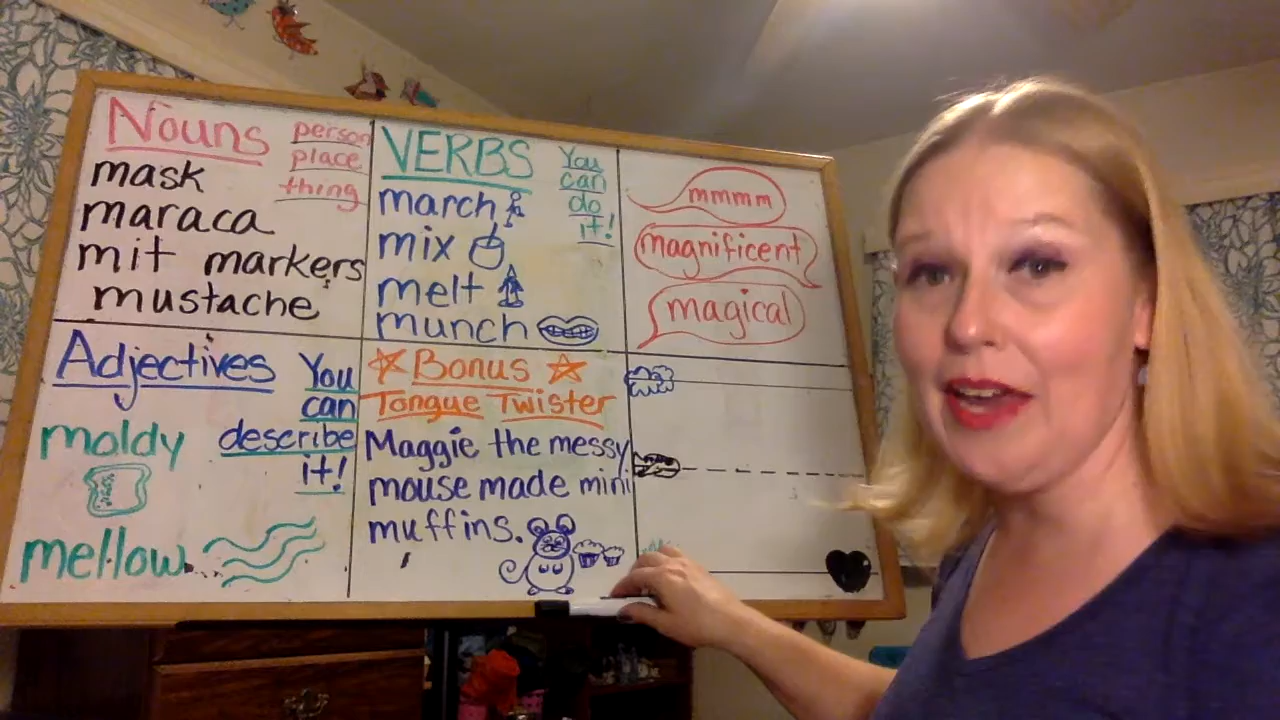 Nouns
person
place
thing
mask
maraca
mit markers
mustache
VERBS
You
can
do
it!
march
mix
melt
munch
mmmm
magnificent
magical
Adjectives
You
can
describe
it!
moldy
mellow
Bonus
Tongue Twister
Maggie the messy
mouse made mini
muffins.